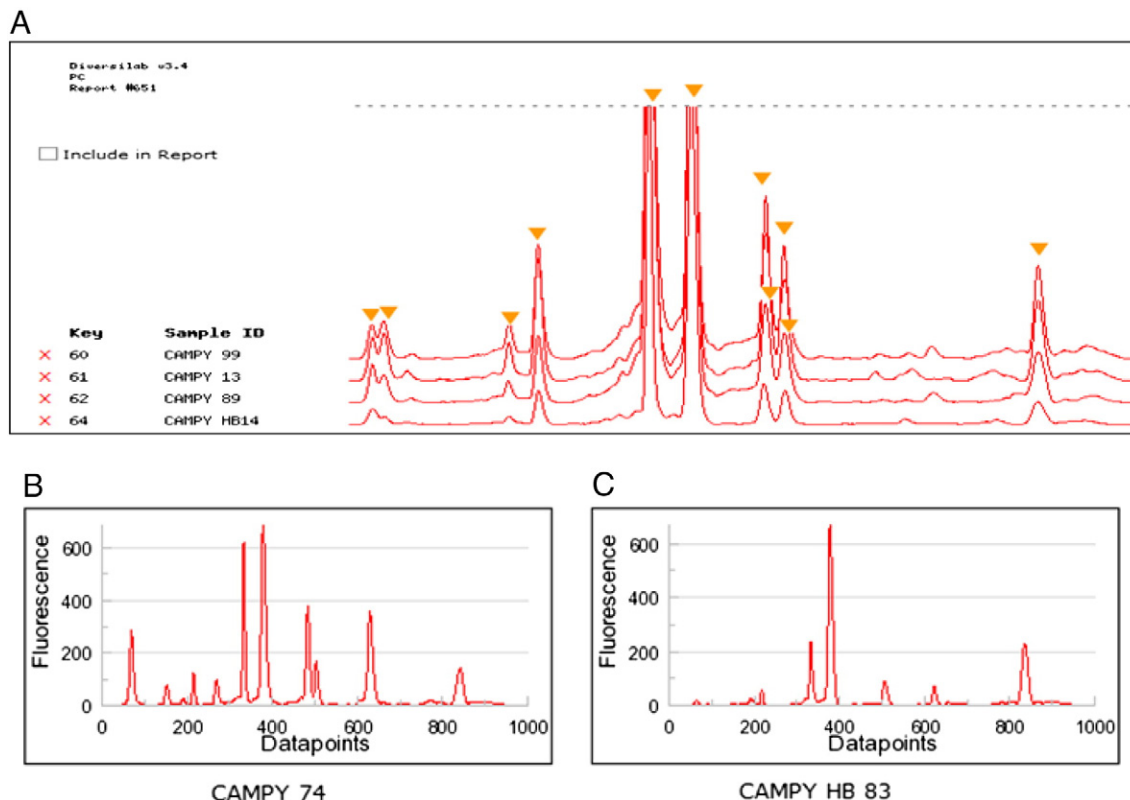 A
Diversilab v3.4
PC
Report #651
Include in Report
Key Sample ID
60 CAMPY 99
61 CAMPY 13
62 CAMPY 89
64 CAMPY HB14
B
Fluorescence
600
400
200
0
0 200 400 600 800 1000
Datapoints
CAMPY 74
C
Fluorescence
600
400
200
0
0 200 400 600 800 1000
Datapoints
CAMPY HB 83